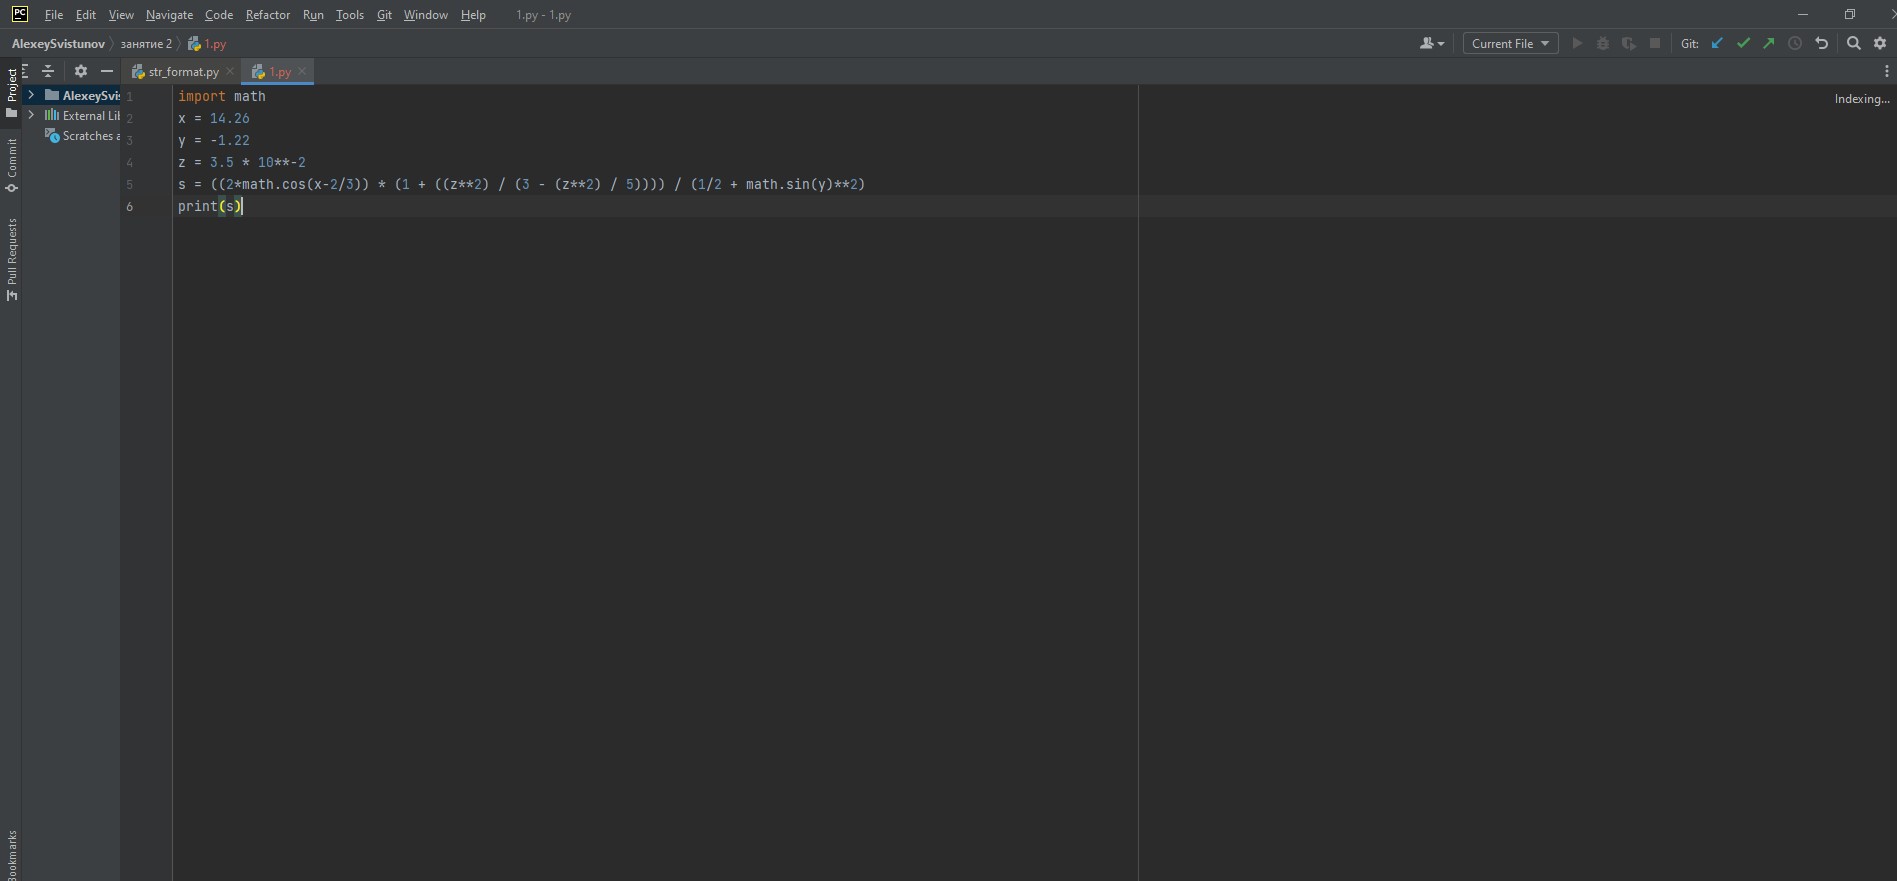 PC File Edit View Navigate Code Refactor Run Tools Git Window Help 1.py - 1.py
AlexeySvistunov занятие 2 1.py Current File Git:
Project str_format.py 1.py
AlexeySvis
External Lib
Scratches a
Commit
Pull Requests
Bookmarks
Indexing...
1 import math
2 x = 14.26
3 y = -1.22
4 z = 3.5 * 10**-2
5 s = ((2*math.cos(x-2/3)) * (1 + ((z**2) / (3 - (z**2) / 5)))) / (1/2 + math.sin(y)**2)
6 print(s)